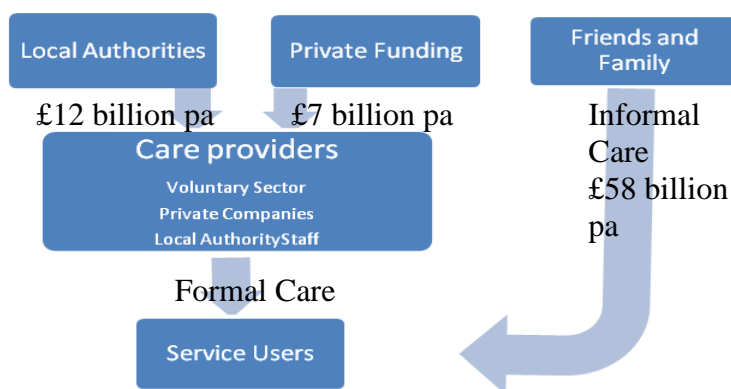 Local Authorities
Private Funding
Friends and
Family
£12 billion pa
£7 billion pa
Informal
Care
£58 billion
pa
Care providers
Voluntary Sector
Private Companies
Local AuthorityStaff
Formal Care
Service Users